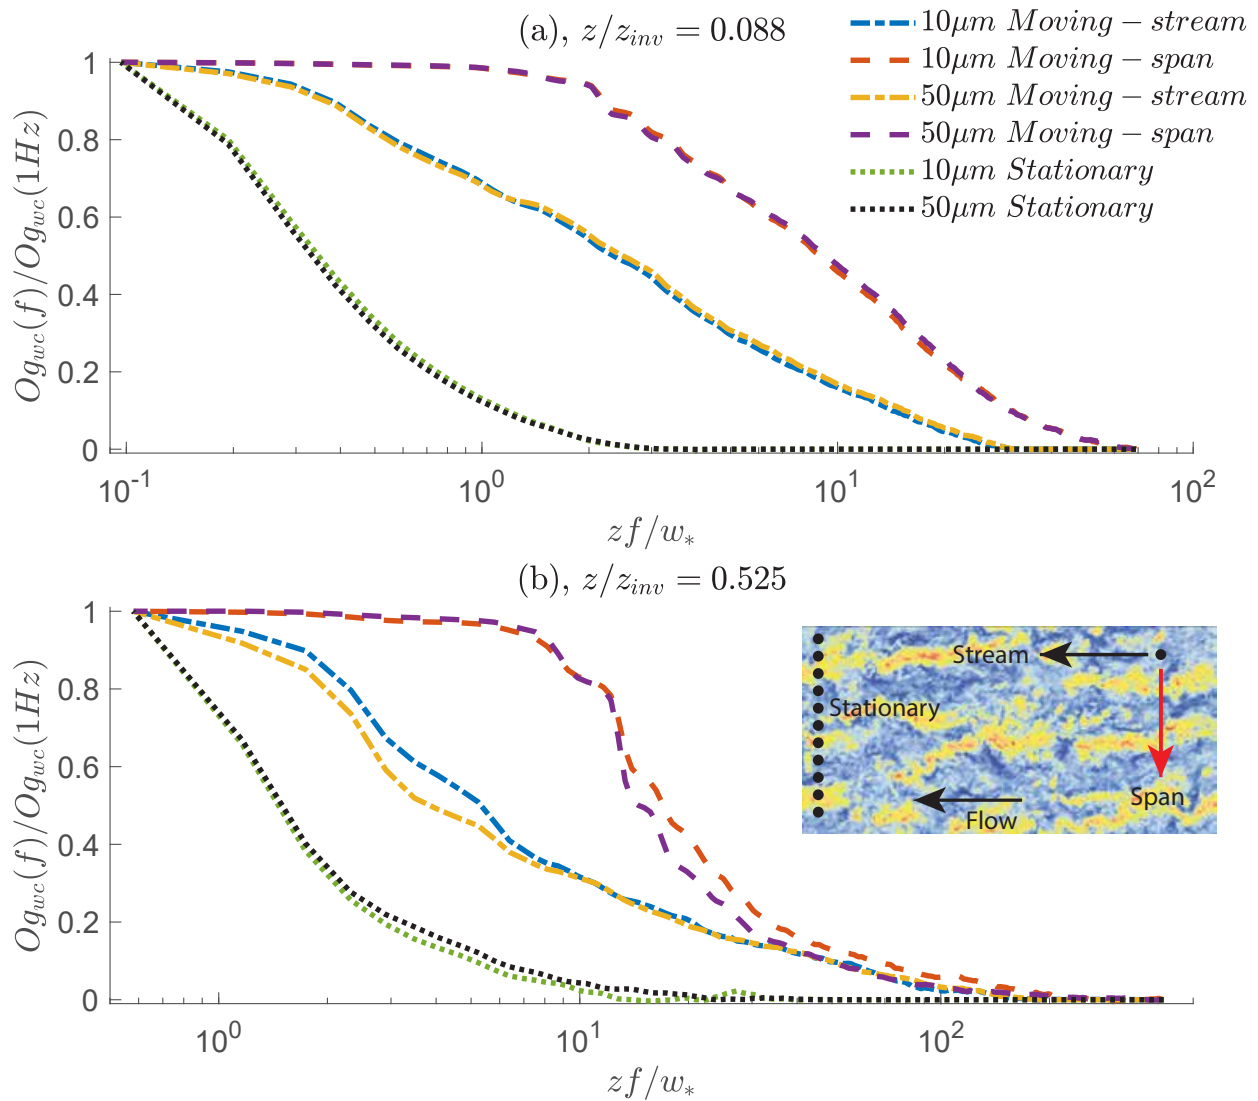 (a), z/z_inv = 0.088
10μm Moving − stream
10μm Moving − span
50μm Moving − stream
50μm Moving − span
10μm Stationary
50μm Stationary
Og_wc(f)/Og_wc(1Hz)
1
0.8
0.6
0.4
0.2
0
10^-1
10^0
10^1
10^2
zf/w_*
(b), z/z_inv = 0.525
Og_wc(f)/Og_wc(1Hz)
1
0.8
0.6
0.4
0.2
0
Stream
Stationary
Span
Flow
10^0
10^1
10^2
zf/w_*